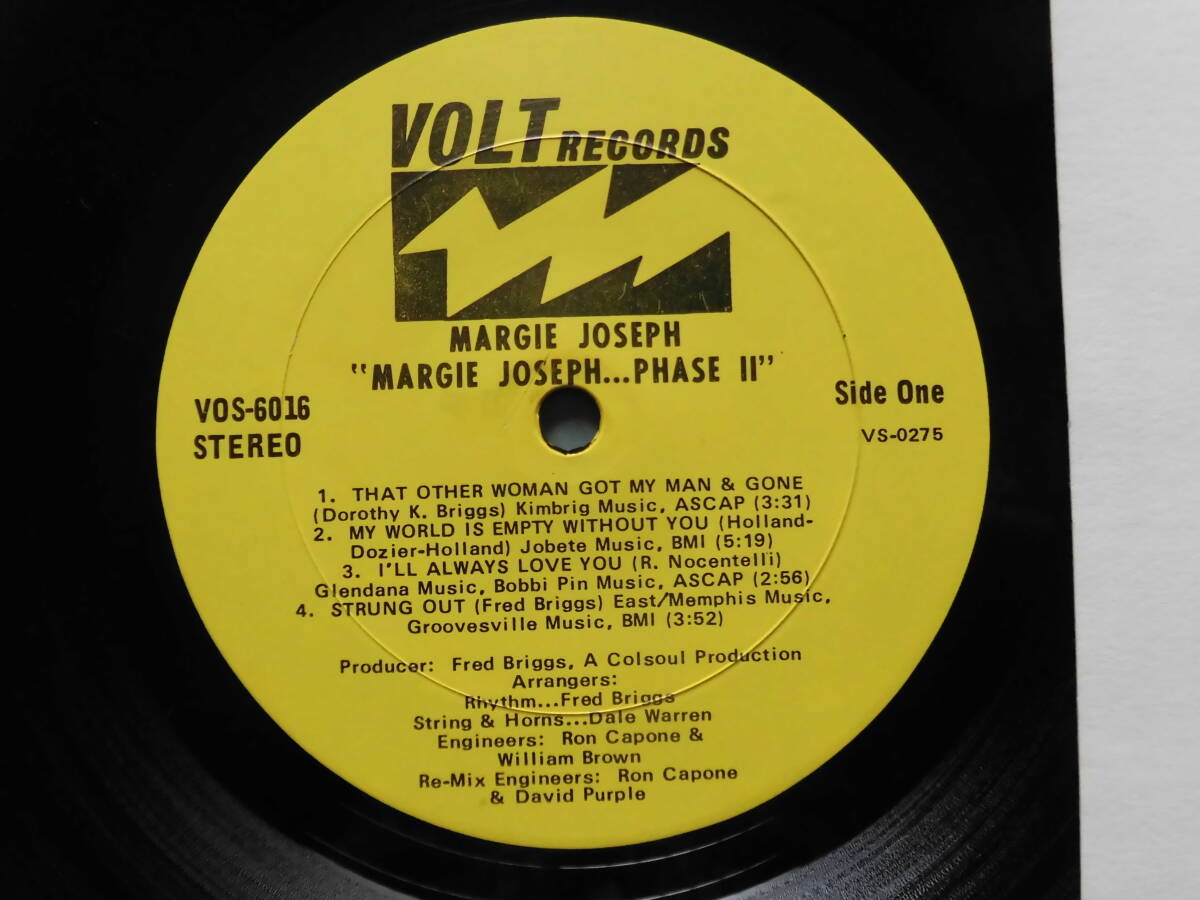 VOLT RECORDS
MARGIE JOSEPH
"MARGIE JOSEPH...PHASE II"
VOS-6016
STEREO
Side One
VS-0275
1. THAT OTHER WOMAN GOT MY MAN & GONE
(Dorothy K. Briggs) Kimbrig Music, ASCAP (3:31)
2. MY WORLD IS EMPTY WITHOUT YOU (Holland-
Dozier-Holland) Jobete Music, BMI (5:19)
3. I'LL ALWAYS LOVE YOU (R. Nocentelli)
Glendana Music, Bobbi Pin Music, ASCAP (2:56)
4. STRUNG OUT (Fred Briggs) East/Memphis Music,
Groovesville Music, BMI (3:52)
Producer: Fred Briggs, A Colsoul Production
Arrangers:
Rhythm...Fred Briggs
String & Horns...Dale Warren
Engineers: Ron Capone &
William Brown
Re-Mix Engineers: Ron Capone
& David Purple